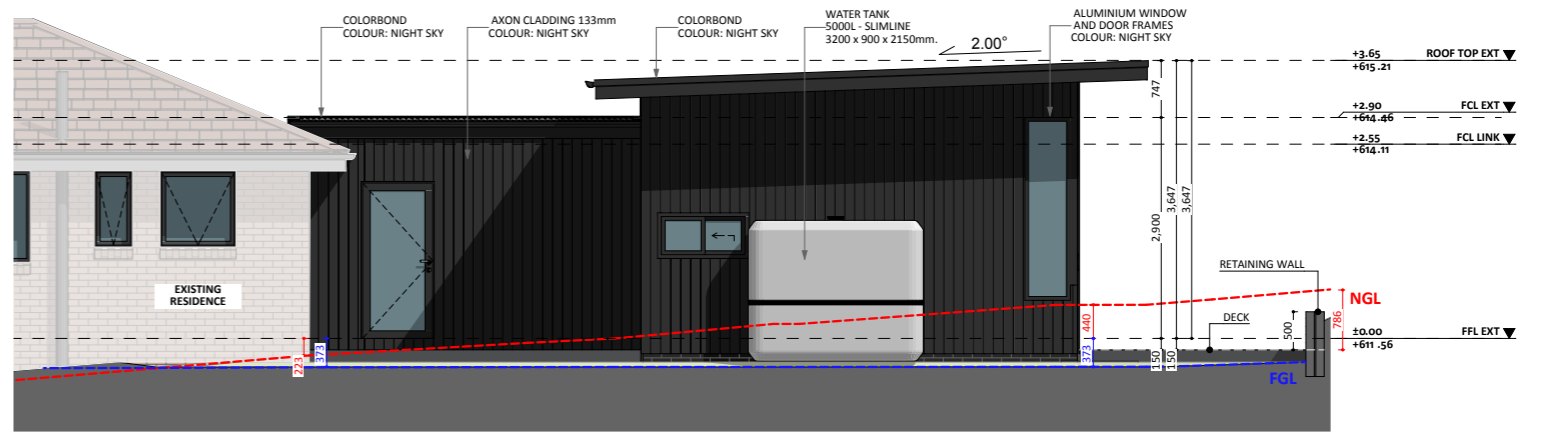 COLORBOND
COLOUR: NIGHT SKY
AXON CLADDING 133mm
COLOUR: NIGHT SKY
COLORBOND
COLOUR: NIGHT SKY
WATER TANK
5000L - SLIMLINE
3200 x 900 x 2150mm.
2.00°
ALUMINIUM WINDOW
AND DOOR FRAMES
COLOUR: NIGHT SKY
+3.65 ROOF TOP EXT
+615.21
747
+2.90 FCL EXT
+614.46
+2.55 FCL LINK
+614.11
2,900
3,647
3,647
EXISTING
RESIDENCE
RETAINING WALL
NGL
DECK
500
786
440
±0.00 FFL EXT
+611.56
223
373
373
150
150
FGL